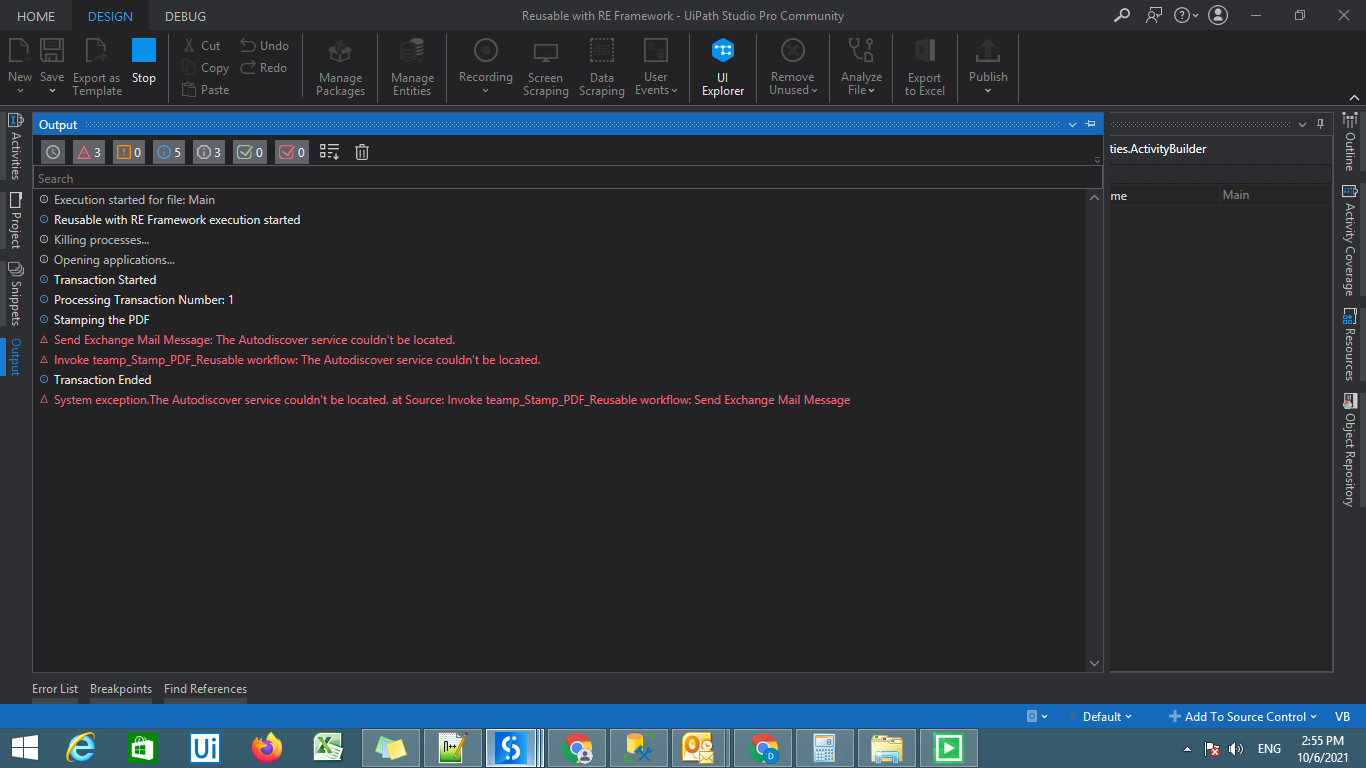 HOME DESIGN DEBUG Reusable with RE Framework - UiPath Studio Pro Community
New Save Export as Template Stop
Cut Undo
Copy Redo
Paste
Manage Packages Manage Entities Recording Screen Scraping Data Scraping User Events UI Explorer Remove Unused Analyze File Export to Excel Publish
Output
3 0 5 3 0 0
Search
Execution started for file: Main
Reusable with RE Framework execution started
Killing processes...
Opening applications...
Transaction Started
Processing Transaction Number: 1
Stamping the PDF
Send Exchange Mail Message: The Autodiscover service couldn't be located.
Invoke teamp_Stamp_PDF_Reusable workflow: The Autodiscover service couldn't be located.
Transaction Ended
System exception.The Autodiscover service couldn't be located. at Source: Invoke teamp_Stamp_PDF_Reusable workflow: Send Exchange Mail Message
Activities
Project
Snippets
Output
ties.ActivityBuilder
me Main
Outline
Activity Coverage
Resources
Object Repository
Error List Breakpoints Find References
Default Add To Source Control VB
ENG
2:55 PM
10/6/2021